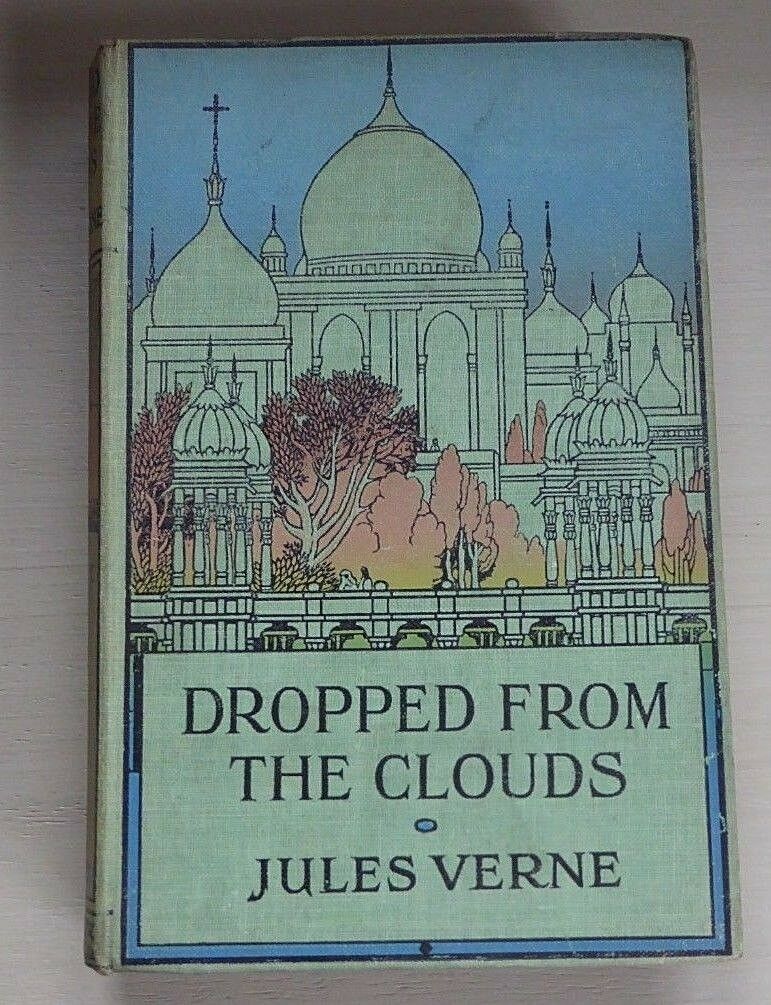 DROPPED FROM
THE CLOUDS
JULES VERNE